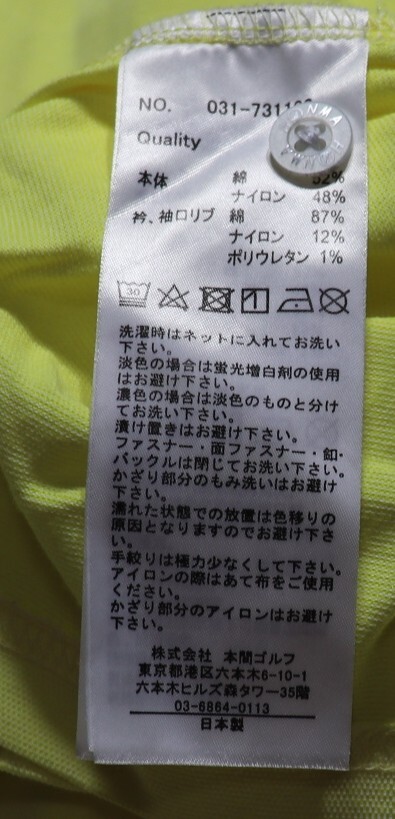 NO. 031-731
Quality
本体 綿 52%
ナイロン 48%
衿、袖口リブ 綿 87%
ナイロン 12%
ポリウレタン 1%
30
洗濯時はネットに入れてお洗い
下さい。
淡色の場合は蛍光増白剤の使用
はお避け下さい。
濃色の場合は淡色のものと分け
てお洗い下さい。
漬け置きはお避け下さい。
ファスナー・面ファスナー・釦・
バックルは閉じてお洗い下さい。
かざり部分のもみ洗いはお避け
下さい。
濡れた状態での放置は色移りの
原因となりますのでお避け下さ
い。
手絞りは極力少なくして下さい。
アイロンの際はあて布をご使用
ください。
かざり部分のアイロンはお避け
下さい。
株式会社 本間ゴルフ
東京都港区六本木6-10-1
六本木ヒルズ森タワー35階
03-6864-0113
日本製